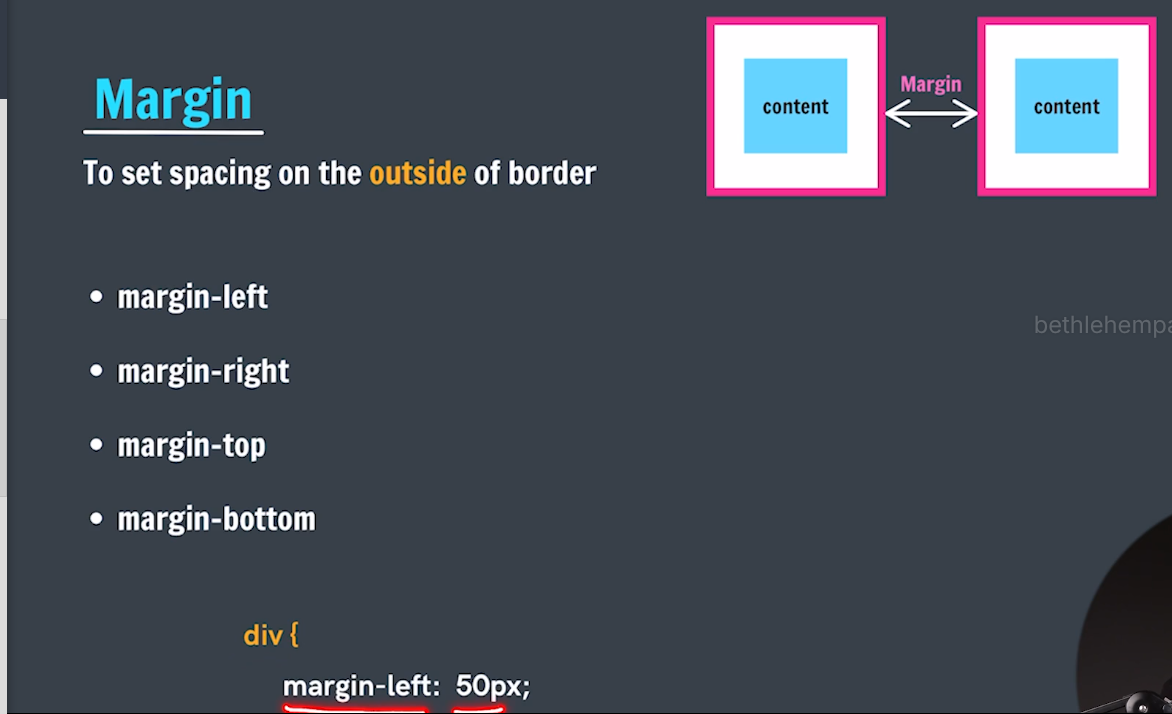 Margin
To set spacing on the outside of border
content
Margin
content
• margin-left
• margin-right
• margin-top
• margin-bottom
div {
margin-left: 50px;